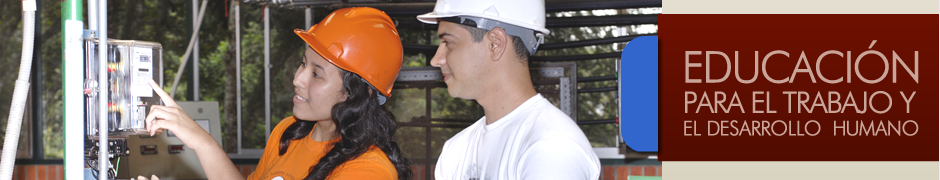 EDUCACIÓN
PARA EL TRABAJO Y
EL DESARROLLO HUMANO